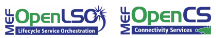 MEF OpenLSO
Lifecycle Service Orchestration
MEF OpenCS
Connectivity Services